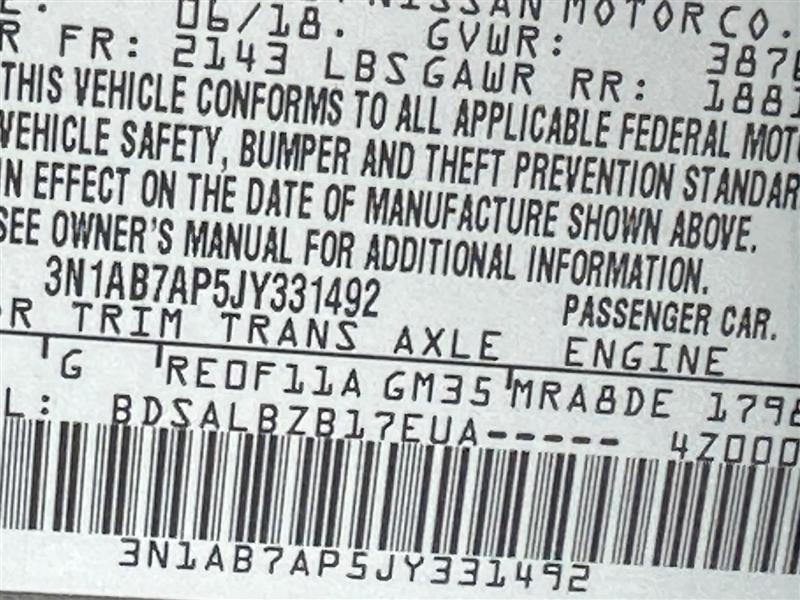 06/18. NISSAN MOTOR CO.
GVWR: 387
R FR: 2143 LBS GAWR RR: 1881
THIS VEHICLE CONFORMS TO ALL APPLICABLE FEDERAL MOT
VEHICLE SAFETY, BUMPER AND THEFT PREVENTION STANDAR
IN EFFECT ON THE DATE OF MANUFACTURE SHOWN ABOVE.
SEE OWNER'S MANUAL FOR ADDITIONAL INFORMATION.
3N1AB7AP5JY331492 PASSENGER CAR.
R TRIM TRANS AXLE ENGINE
G RE0F11A GM35 MRA8DE 1798
L: BDSALBZB17EUA----- 4Z000
3N1AB7AP5JY331492